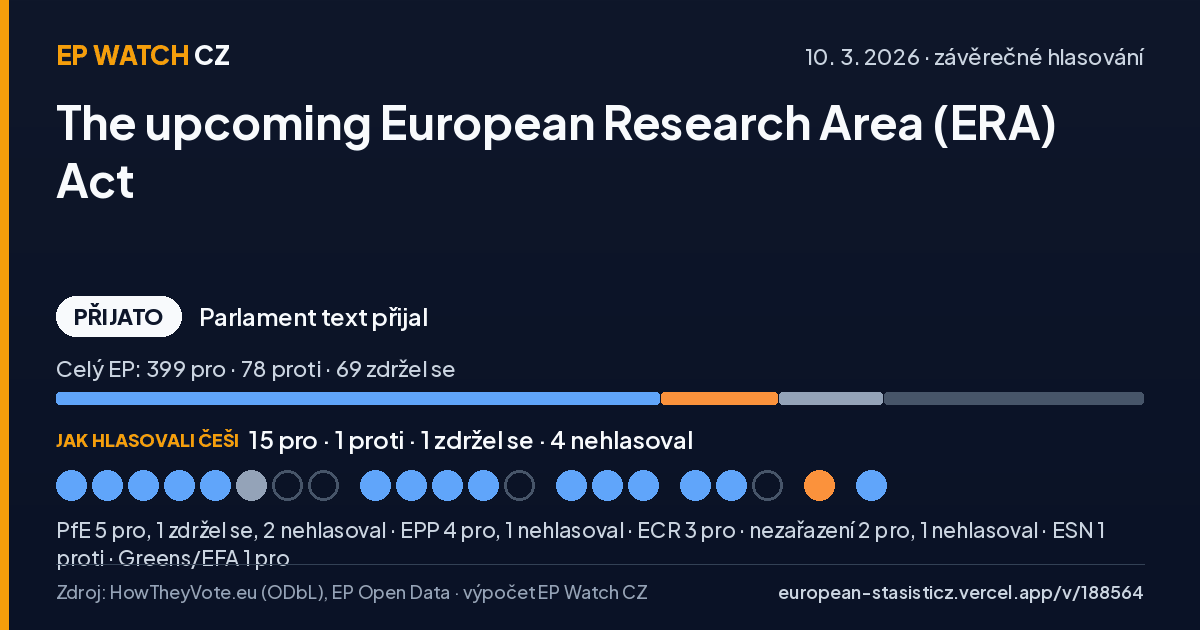 EP WATCH CZ
10. 3. 2026 · závěrečné hlasování
The upcoming European Research Area (ERA)
Act
PŘIJATO Parlament text přijal
Celý EP: 399 pro · 78 proti · 69 zdržel se
JAK HLASOVALI ČEŠI 15 pro · 1 proti · 1 zdržel se · 4 nehlasoval
PfE 5 pro, 1 zdržel se, 2 nehlasoval · EPP 4 pro, 1 nehlasoval · ECR 3 pro · nezařazení 2 pro, 1 nehlasoval · ESN 1
proti · Greens/EFA 1 pro
Zdroj: HowTheyVote.eu (ODbL), EP Open Data · výpočet EP Watch CZ
european-stasisticz.vercel.app/v/188564